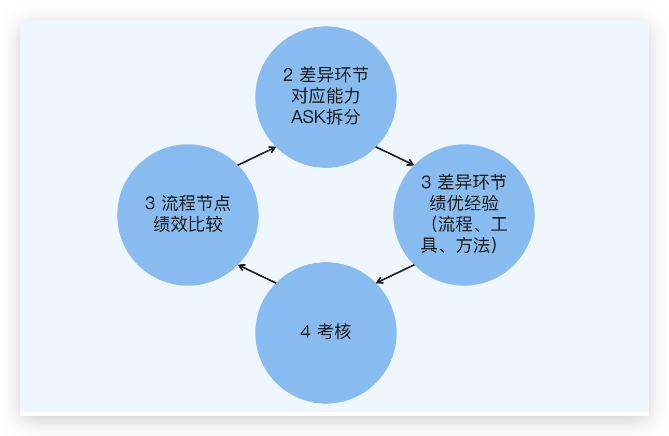 2 差异环节
对应能力
ASK拆分
3 流程节点
绩效比较
3 差异环节
绩优经验
（流程、工
具、方法）
4 考核